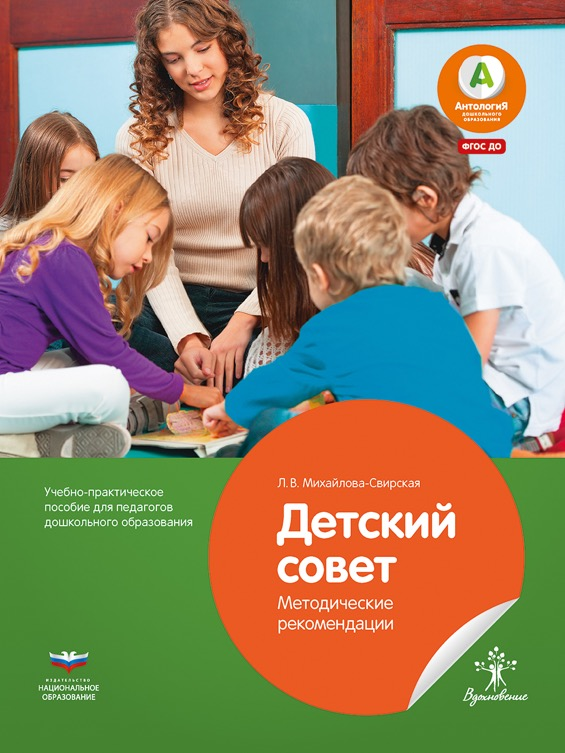 А
АнтологиЯ
ДОШКОЛЬНОГО
ОБРАЗОВАНИЯ
ФГОС ДО
Л. В. Михайлова-Свирская
Детский
совет
Методические
рекомендации
Учебно-практическое
пособие для педагогов
дошкольного образования
ИЗДАТЕЛЬСТВО
НАЦИОНАЛЬНОЕ
ОБРАЗОВАНИЕ
Вдохновение